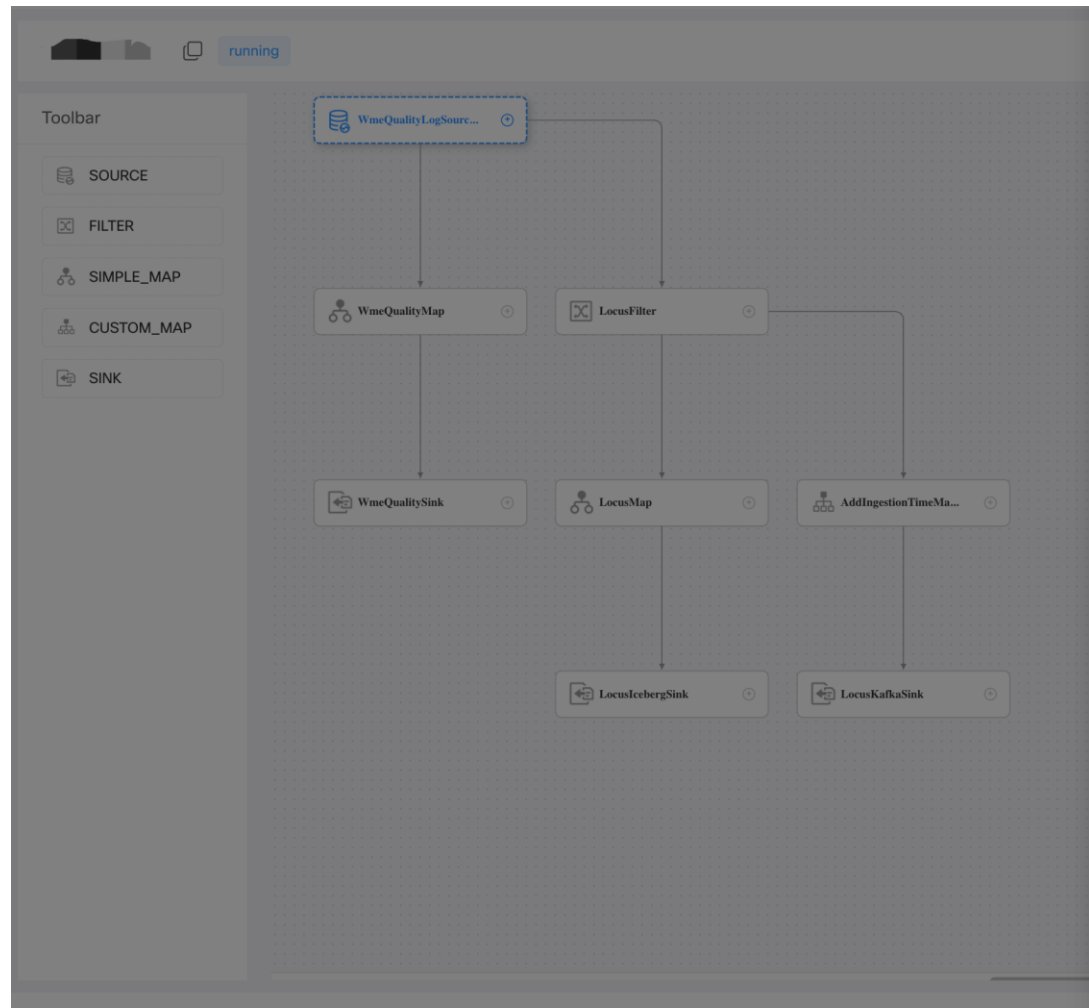 running
Toolbar
SOURCE
FILTER
SIMPLE_MAP
CUSTOM_MAP
SINK
WmeQualityLogSourc...
WmeQualityMap
LocusFilter
WmeQualitySink
LocusMap
AddIngestionTimeMa...
LocusIcebergSink
LocusKafkaSink